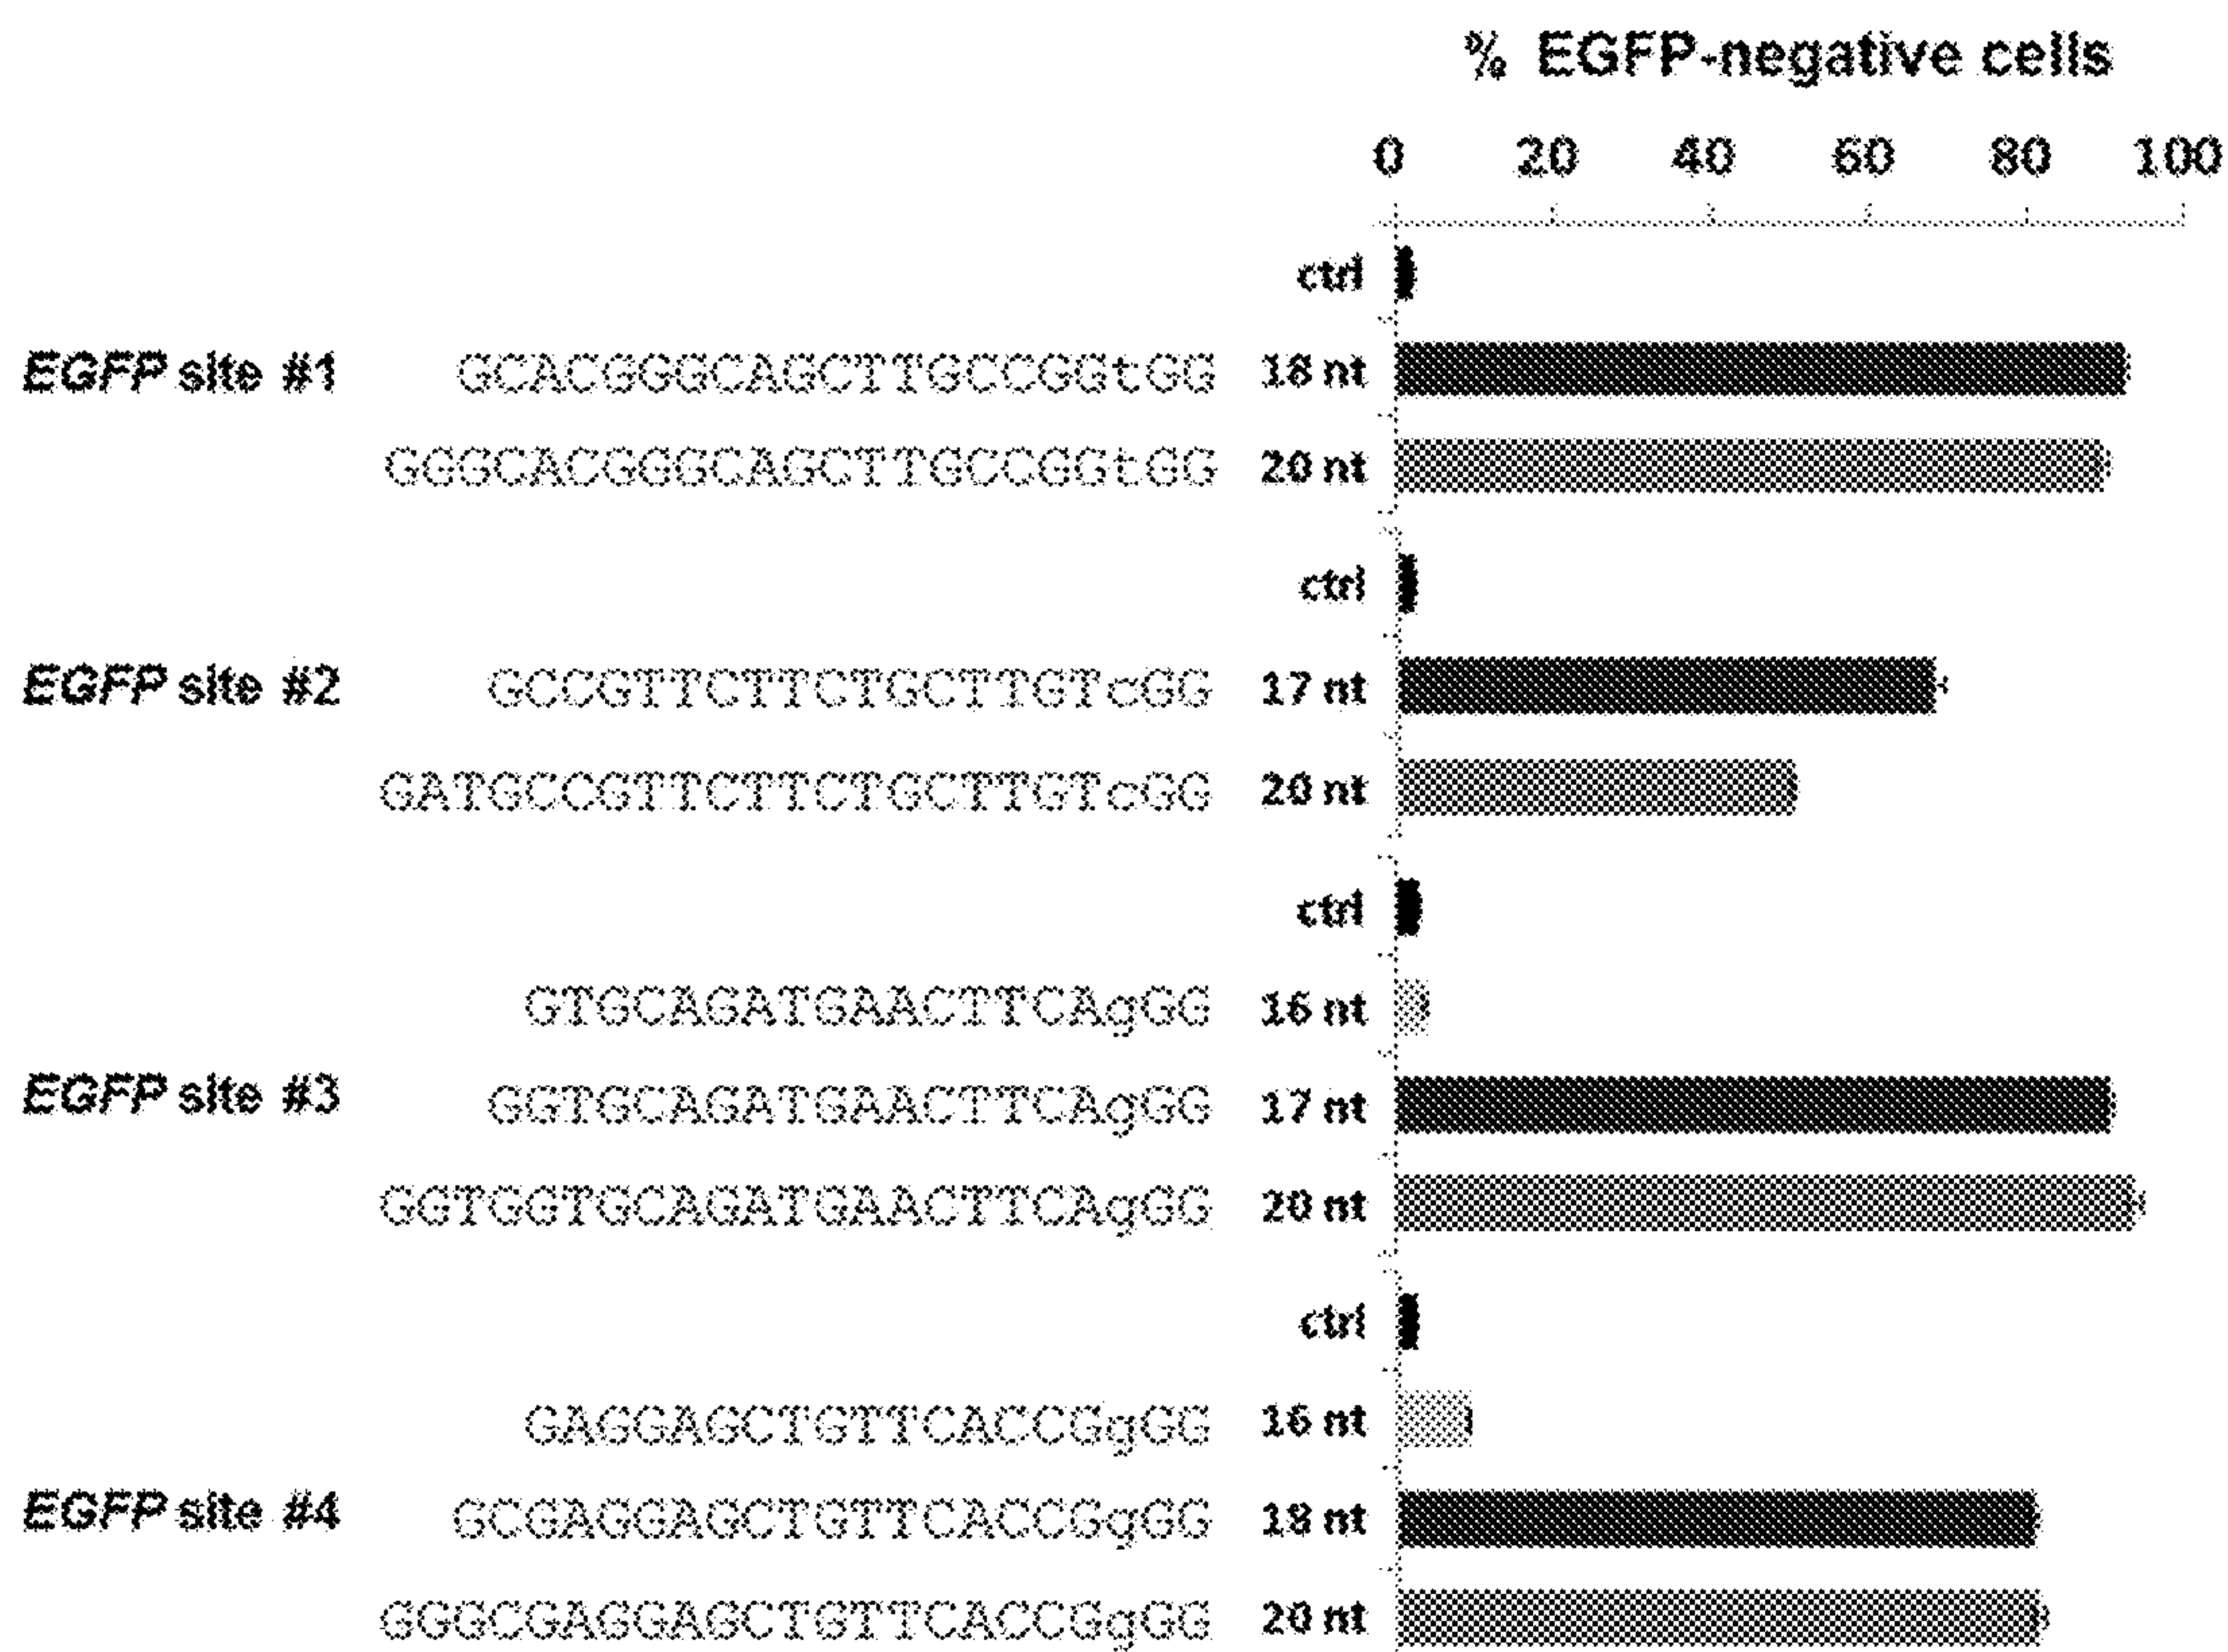 % EGFP-negative cells
0 20 40 60 80 100
ctrl
EGFP site #1 GCACGGGCAGCTTGCCGGtGG 18 nt
GGGCACGGGCAGCTTGCCGGtGG 20 nt
ctrl
EGFP site #2 GCCGTTCTTCTGCTTGTcGG 17 nt
GATGCCGTTCTTCTGCTTGTcGG 20 nt
ctrl
GTGCAGATGAACTTCAgGG 16 nt
EGFP site #3 GGTGCAGATGAACTTCAgGG 17 nt
GGTGGTGCAGATGAACTTCAgGG 20 nt
ctrl
GAGGAGCTGTTCACCGgGG 16 nt
EGFP site #4 GCGAGGAGCTGTTCACCGgGG 18 nt
GGGCGAGGAGCTGTTCACCGgGG 20 nt